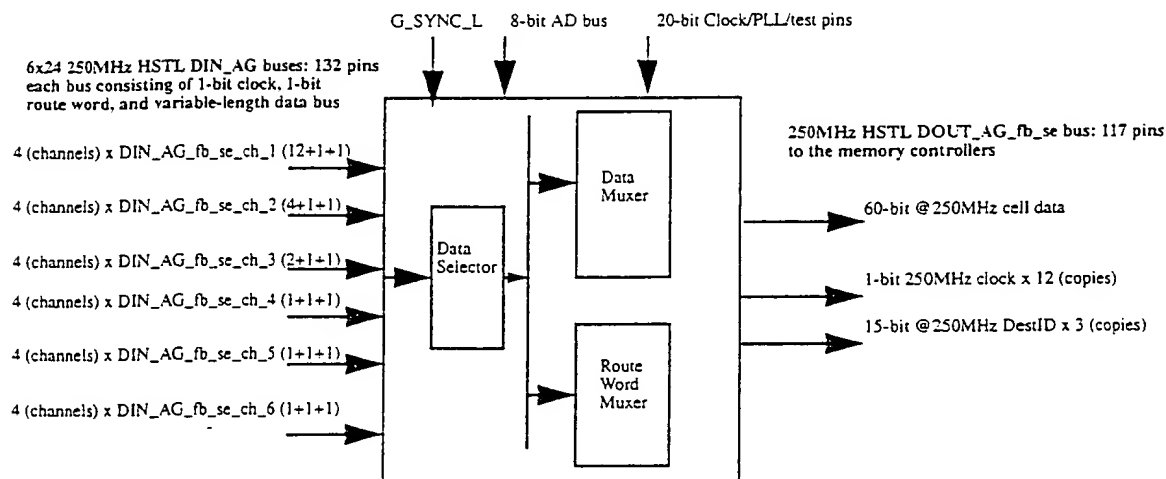 G_SYNC_L
8-bit AD bus
20-bit Clock/PLL/test pins
6x24 250MHz HSTL DIN_AG buses: 132 pins
each bus consisting of 1-bit clock, 1-bit
route word, and variable-length data bus
4 (channels) x DIN_AG_fb_se_ch_1 (12+1+1)
4 (channels) x DIN_AG_fb_se_ch_2 (4+1+1)
4 (channels) x DIN_AG_fb_se_ch_3 (2+1+1)
4 (channels) x DIN_AG_fb_se_ch_4 (1+1+1)
4 (channels) x DIN_AG_fb_se_ch_5 (1+1+1)
4 (channels) x DIN_AG_fb_se_ch_6 (1+1+1)
Data
Selector
Data
Muxer
Route
Word
Muxer
250MHz HSTL DOUT_AG_fb_se bus: 117 pins
to the memory controllers
60-bit @250MHz cell data
1-bit 250MHz clock x 12 (copies)
15-bit @250MHz DestID x 3 (copies)